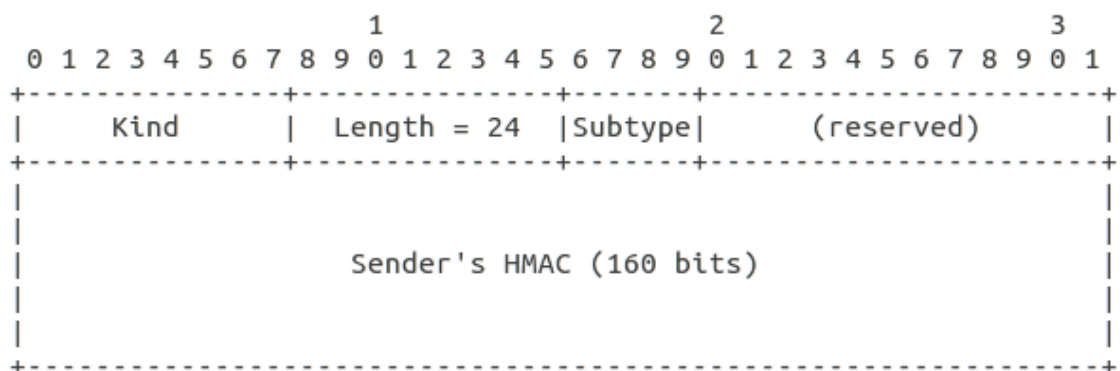 1                   2                   3
 0 1 2 3 4 5 6 7 8 9 0 1 2 3 4 5 6 7 8 9 0 1 2 3 4 5 6 7 8 9 0 1
+---------------+---------------+-------+-----------------------+
|     Kind      |  Length = 24  |Subtype|      (reserved)       |
+---------------+---------------+-------+-----------------------+
|                                                               |
|                                                               |
|                   Sender's HMAC (160 bits)                    |
|                                                               |
|                                                               |
+---------------------------------------------------------------+